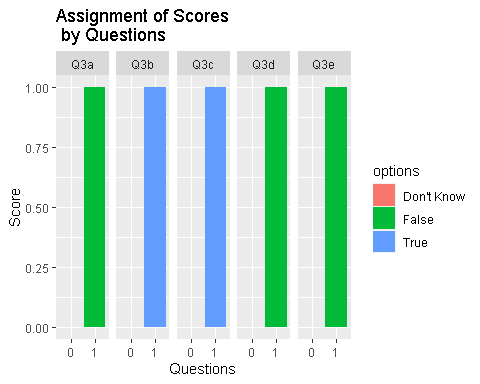 Assignment of Scores
by Questions
Q3a Q3b Q3c Q3d Q3e
1.00
0.75
0.50
0.25
0.00
Score
0 1 0 1 0 1 0 1 0 1
Questions
options
Don't Know
False
True